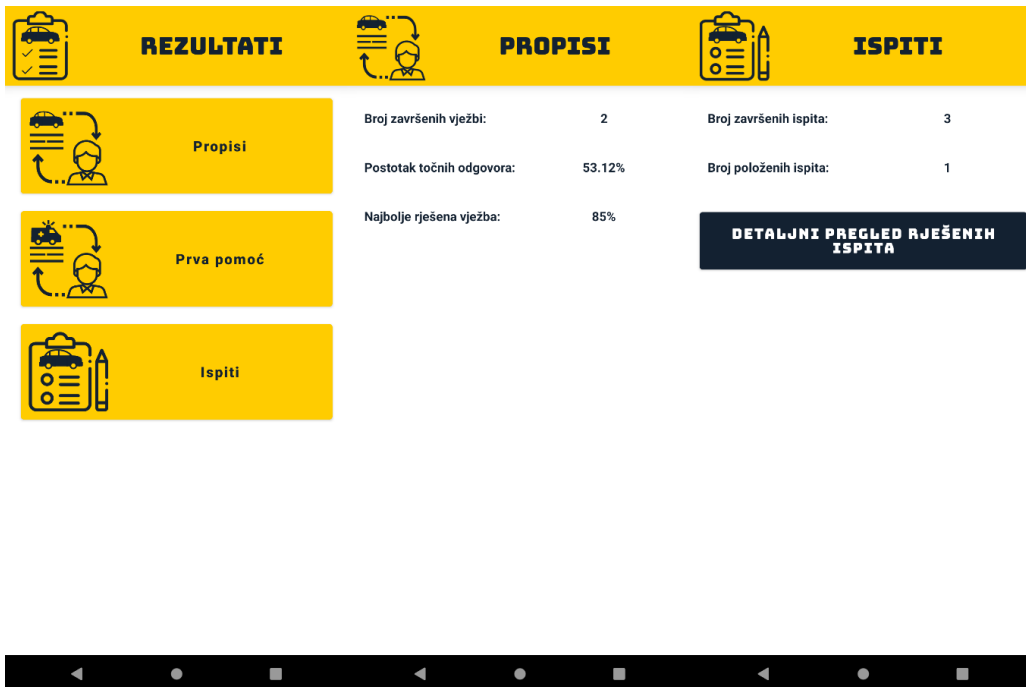 REZULTATI
Propisi
Prva pomoć
Ispiti
PROPISI
Broj završenih vježbi: 2
Postotak točnih odgovora: 53.12%
Najbolje rješena vježba: 85%
ISPITI
Broj završenih ispita: 3
Broj položenih ispita: 1
DETALJNI PREGLED RJEŠENIH
ISPITA